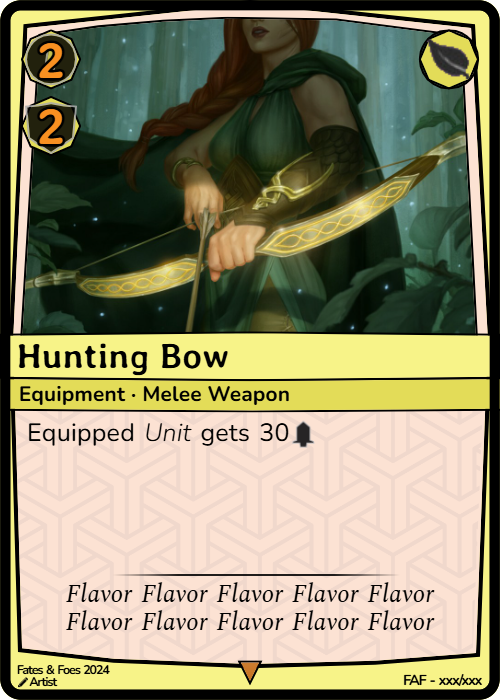 2
2
Hunting Bow
Equipment · Melee Weapon
Equipped Unit gets 30
Flavor Flavor Flavor Flavor Flavor
Flavor Flavor Flavor Flavor Flavor
Fates & Foes 2024
Artist
FAF - xxx/xxx